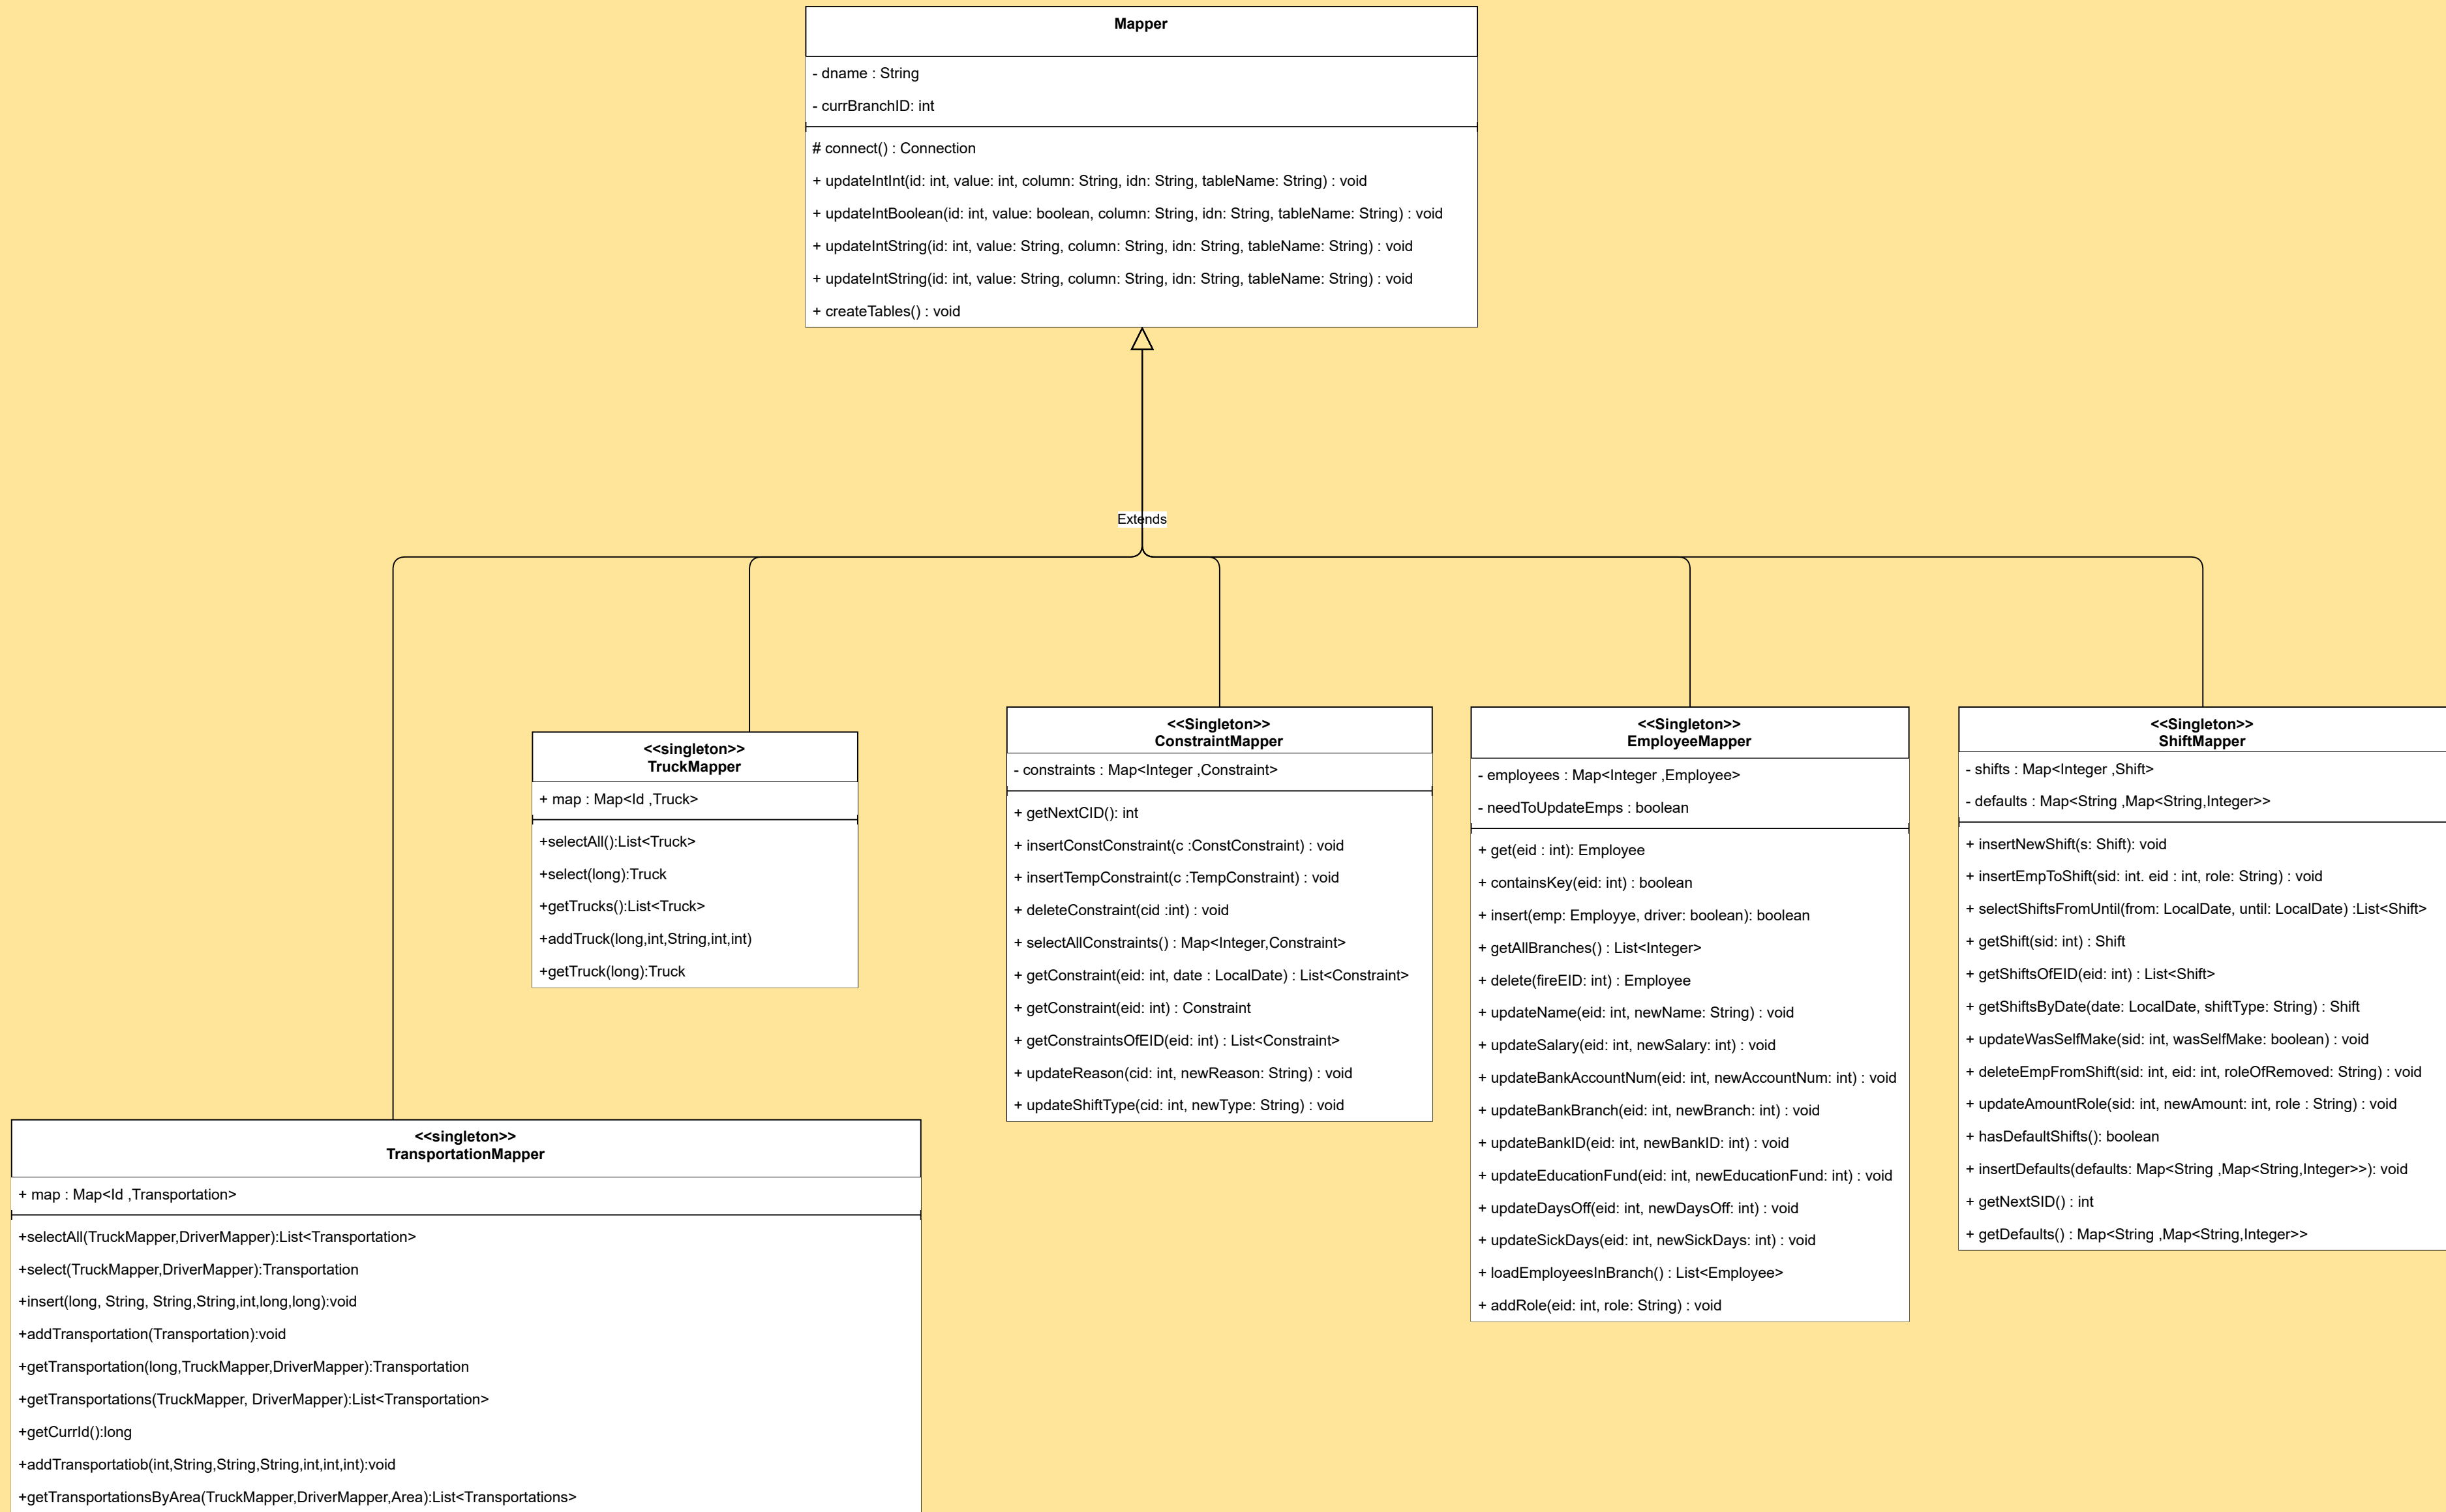 Mapper
- dname : String
- currBranchID: int
# connect() : Connection
+ updateIntInt(id: int, value: int, column: String, idn: String, tableName: String) : void
+ updateIntBoolean(id: int, value: boolean, column: String, idn: String, tableName: String) : void
+ updateIntString(id: int, value: String, column: String, idn: String, tableName: String) : void
+ updateIntString(id: int, value: String, column: String, idn: String, tableName: String) : void
+ createTables() : void
Extends
<<singleton>>
TruckMapper
+ map : Map<Id ,Truck>
+selectAll():List<Truck>
+select(long):Truck
+getTrucks():List<Truck>
+addTruck(long,int,String,int,int)
+getTruck(long):Truck
<<Singleton>>
ConstraintMapper
- constraints : Map<Integer ,Constraint>
+ getNextCID(): int
+ insertConstConstraint(c :ConstConstraint) : void
+ insertTempConstraint(c :TempConstraint) : void
+ deleteConstraint(cid :int) : void
+ selectAllConstraints() : Map<Integer,Constraint>
+ getConstraint(eid: int, date : LocalDate) : List<Constraint>
+ getConstraint(eid: int) : Constraint
+ getConstraintsOfEID(eid: int) : List<Constraint>
+ updateReason(cid: int, newReason: String) : void
+ updateShiftType(cid: int, newType: String) : void
<<Singleton>>
EmployeeMapper
- employees : Map<Integer ,Employee>
- needToUpdateEmps : boolean
+ get(eid : int): Employee
+ containsKey(eid: int) : boolean
+ insert(emp: Employye, driver: boolean): boolean
+ getAllBranches() : List<Integer>
+ delete(fireEID: int) : Employee
+ updateName(eid: int, newName: String) : void
+ updateSalary(eid: int, newSalary: int) : void
+ updateBankAccountNum(eid: int, newAccountNum: int) : void
+ updateBankBranch(eid: int, newBranch: int) : void
+ updateBankID(eid: int, newBankID: int) : void
+ updateEducationFund(eid: int, newEducationFund: int) : void
+ updateDaysOff(eid: int, newDaysOff: int) : void
+ updateSickDays(eid: int, newSickDays: int) : void
+ loadEmployeesInBranch() : List<Employee>
+ addRole(eid: int, role: String) : void
<<Singleton>>
ShiftMapper
- shifts : Map<Integer ,Shift>
- defaults : Map<String ,Map<String,Integer>>
+ insertNewShift(s: Shift): void
+ insertEmpToShift(sid: int. eid : int, role: String) : void
+ selectShiftsFromUntil(from: LocalDate, until: LocalDate) :List<Shift>
+ getShift(sid: int) : Shift
+ getShiftsOfEID(eid: int) : List<Shift>
+ getShiftsByDate(date: LocalDate, shiftType: String) : Shift
+ updateWasSelfMake(sid: int, wasSelfMake: boolean) : void
+ deleteEmpFromShift(sid: int, eid: int, roleOfRemoved: String) : void
+ updateAmountRole(sid: int, newAmount: int, role : String) : void
+ hasDefaultShifts(): boolean
+ insertDefaults(defaults: Map<String ,Map<String,Integer>>): void
+ getNextSID() : int
+ getDefaults() : Map<String ,Map<String,Integer>>
<<singleton>>
TransportationMapper
+ map : Map<Id ,Transportation>
+selectAll(TruckMapper,DriverMapper):List<Transportation>
+select(TruckMapper,DriverMapper):Transportation
+insert(long, String, String,String,int,long,long):void
+addTransportation(Transportation):void
+getTransportation(long,TruckMapper,DriverMapper):Transportation
+getTransportations(TruckMapper, DriverMapper):List<Transportation>
+getCurrId():long
+addTransportatiob(int,String,String,String,int,int,int):void
+getTransportationsByArea(TruckMapper,DriverMapper,Area):List<Transportations>